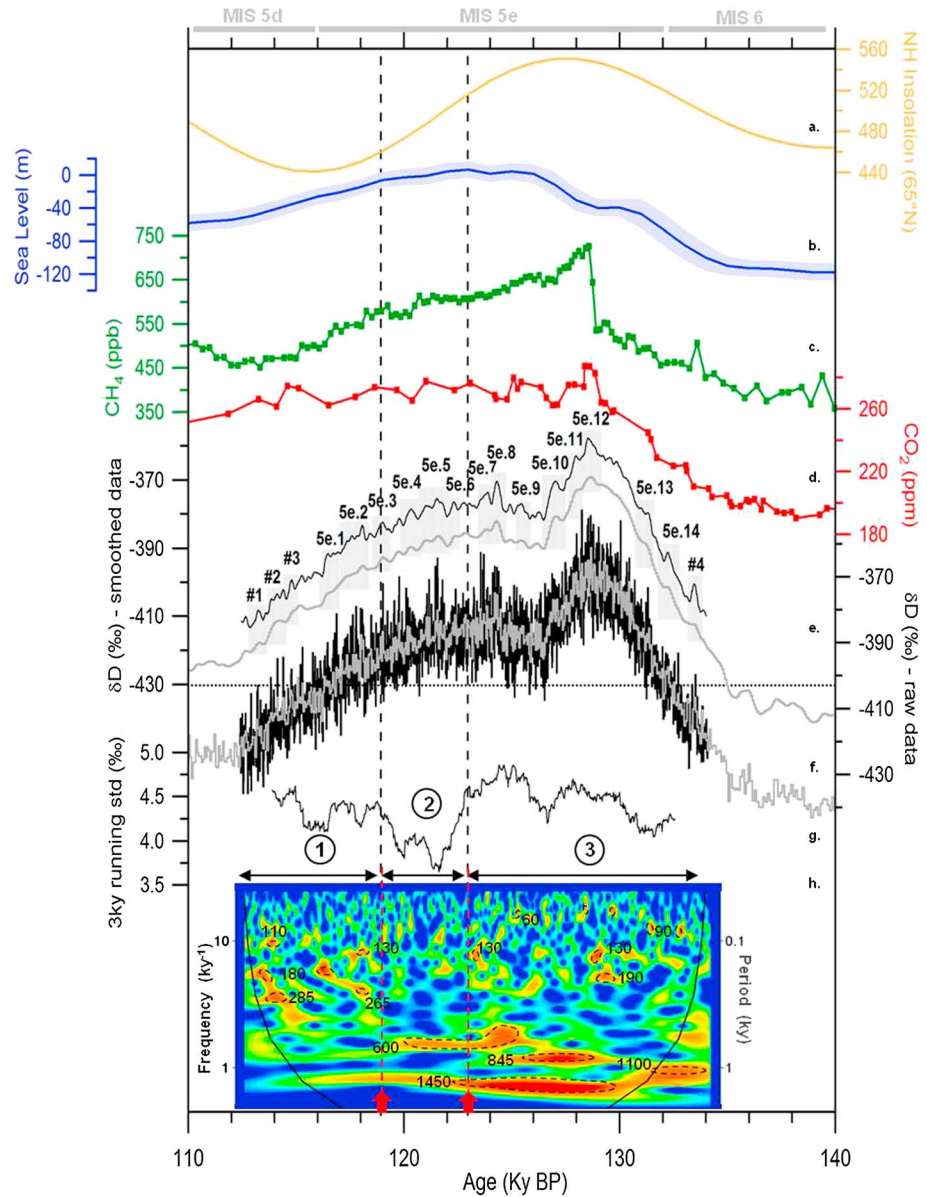 MIS 5d MIS 5e MIS 6
560
520
480
440
NH Insolation (65°N)
a.
Sea Level (m)
0
-40
-80
-120
b.
750
650
550
450
350
CH4 (ppb)
c.
260
220
180
CO2 (ppm)
d.
-370
-390
-410
-430
δD (‰) - smoothed data
#1
#2
#3
5e.1
5e.2
5e.3
5e.4
5e.5
5e.6
5e.7
5e.8
5e.9
5e.10
5e.11
5e.12
5e.13
5e.14
#4
e.
-370
-390
-410
-430
δD (‰) - raw data
f.
5.0
4.5
4.0
3.5
3ky running std (‰)
g.
1
2
3
h.
Frequency (ky-1)
10
1
0.1
1
Period (ky)
110
180
285
130
265
60
130
130
190
90
600
845
1100
1450
110 120 130 140
Age (Ky BP)